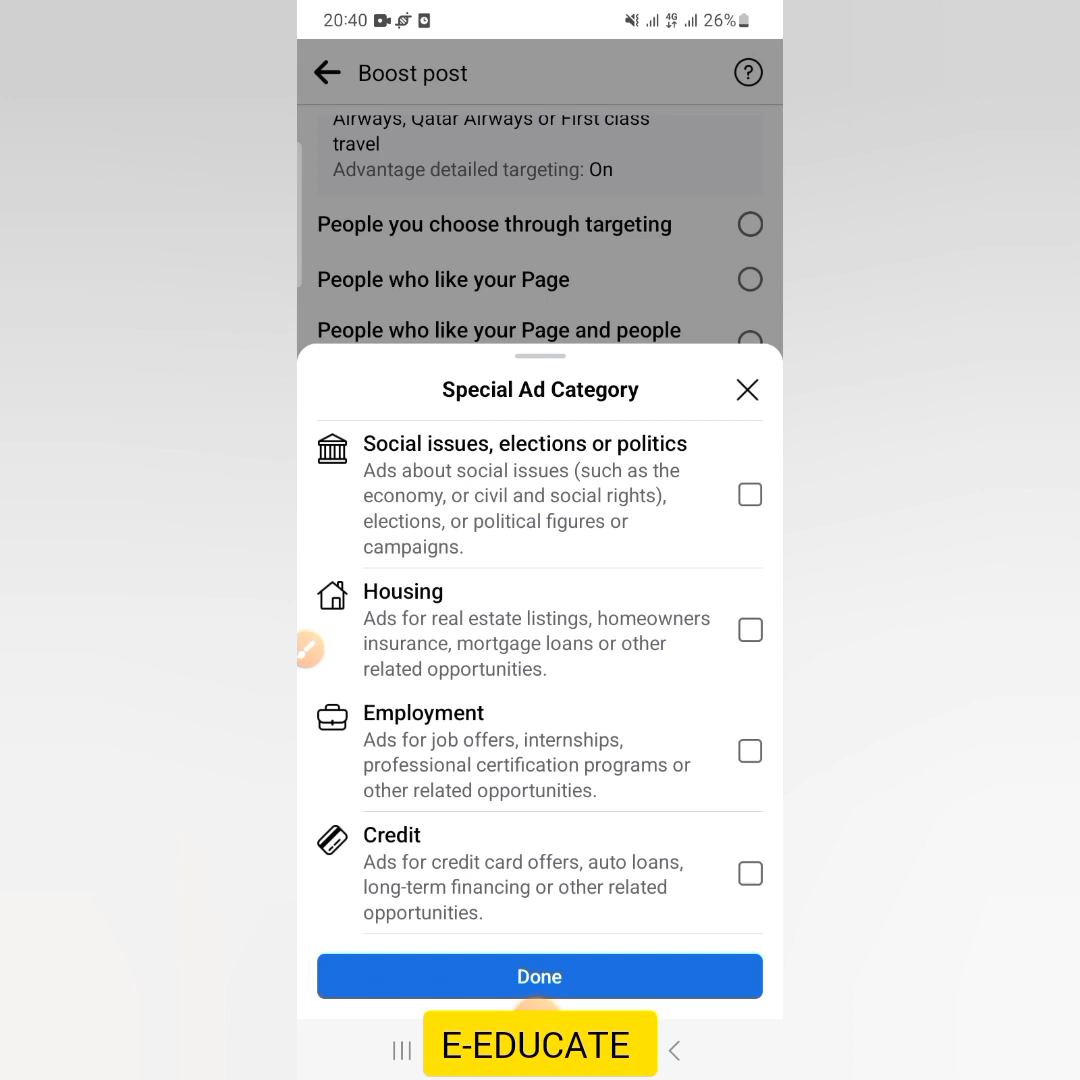 20:40
4G
26%
Boost post
?
Airways, Qatar Airways or First class
travel
Advantage detailed targeting: On
People you choose through targeting
People who like your Page
People who like your Page and people
Special Ad Category
Social issues, elections or politics
Ads about social issues (such as the
economy, or civil and social rights),
elections, or political figures or
campaigns.
Housing
Ads for real estate listings, homeowners
insurance, mortgage loans or other
related opportunities.
Employment
Ads for job offers, internships,
professional certification programs or
other related opportunities.
Credit
Ads for credit card offers, auto loans,
long-term financing or other related
opportunities.
Done
E-EDUCATE